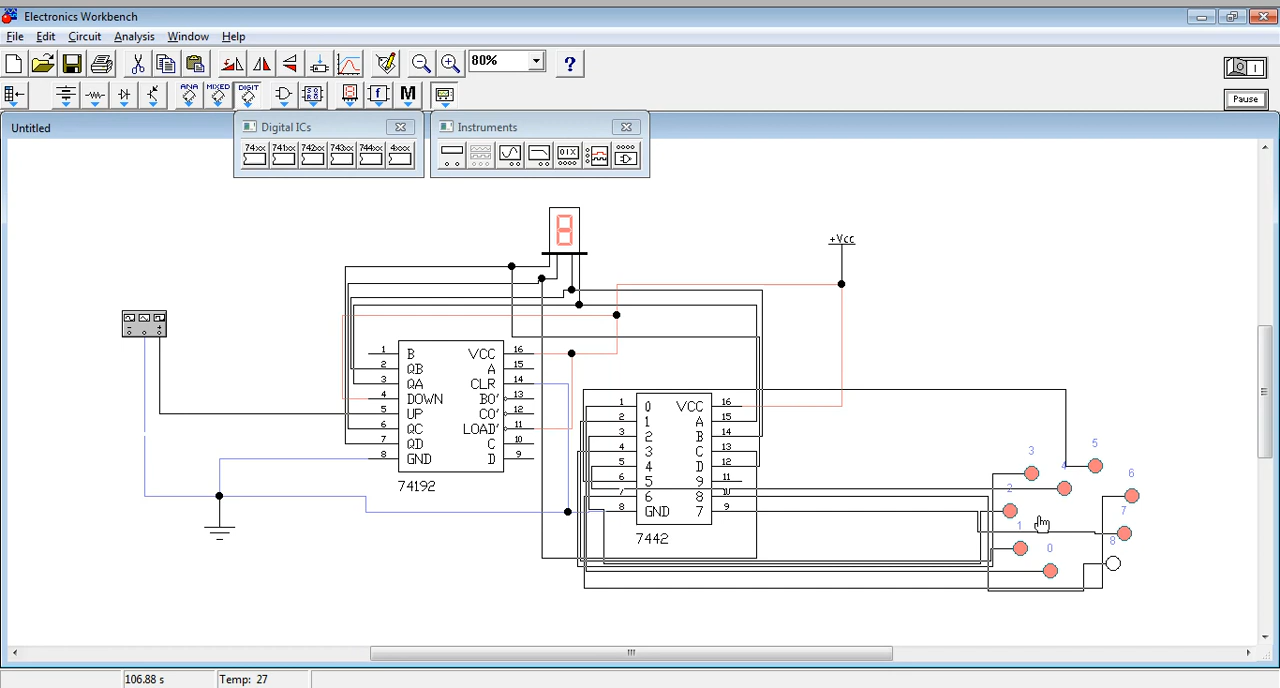 Electronics Workbench
File Edit Circuit Analysis Window Help
80% ?
ANA MIXED DIGIT f M
Pause
Untitled
Digital ICs Instruments
74xx 741xx 742xx 743xx 744xx 4xxx
01X
8
+Vcc
1 B VCC 16
2 QB A 15
3 QA CLR 14
4 DOWN BO' 13
5 UP CO' 12
6 QC LOAD' 11
7 QD C 10
8 GND D 9
74192
1 0 VCC 16
2 1 A 15
3 2 B 14
4 3 C 13
5 4 D 12
6 5 9 11
7 6 8 10
8 GND 7 9
7442
5
3
4
6
2
7
1
8
0
106.88 s Temp: 27